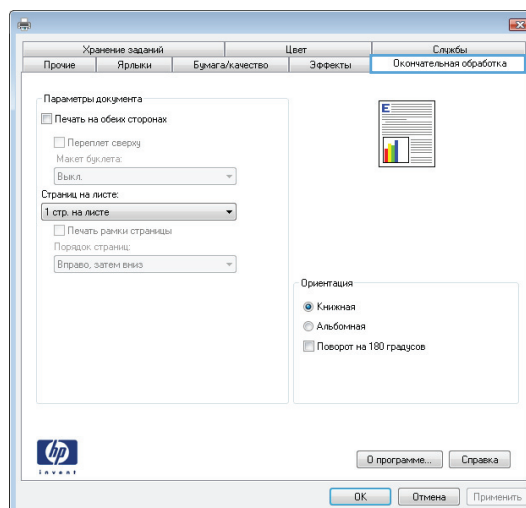 Хранение заданий Цвет Службы
Прочие Ярлыки Бумага/качество Эффекты Окончательная обработка
Параметры документа
Печать на обеих сторонах
Переплет сверху
Макет буклета:
Выкл.
Страниц на листе:
1 стр. на листе
Печать рамки страницы
Порядок страниц:
Вправо, затем вниз
E
Ориентация
Книжная
Альбомная
Поворот на 180 градусов
hp
invent
О программе... Справка
OK Отмена Применить